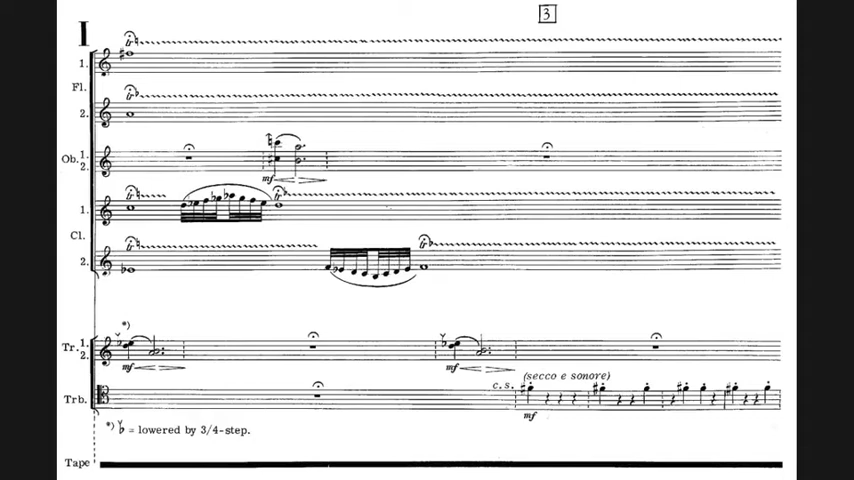 3
I
1.
Fl.
2.
Ob. 1.
2.
mf
1.
Cl.
2.
*)
Tr. 1.
2.
mf
mf
(secco e sonore)
c.s.
Trb.
mf
*) = lowered by 3/4-step.
Tape